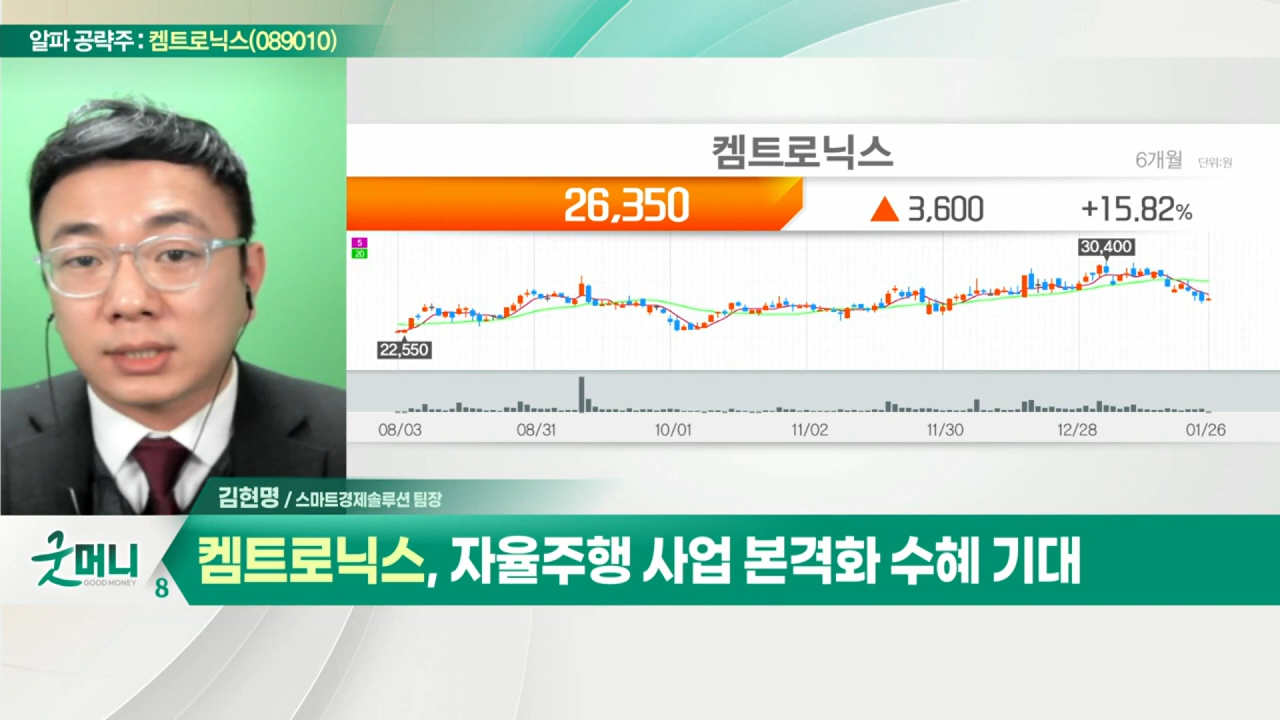 알파 공략주 : 켐트로닉스(089010)
켐트로닉스
6개월 단위:원
26,350 ▲ 3,600 +15.82%
5
20
30,400
22,550
08/03 08/31 10/01 11/02 11/30 12/28 01/26
김현명 / 스마트경제솔루션 팀장
굿머니 GOOD MONEY 8
켐트로닉스, 자율주행 사업 본격화 수혜 기대